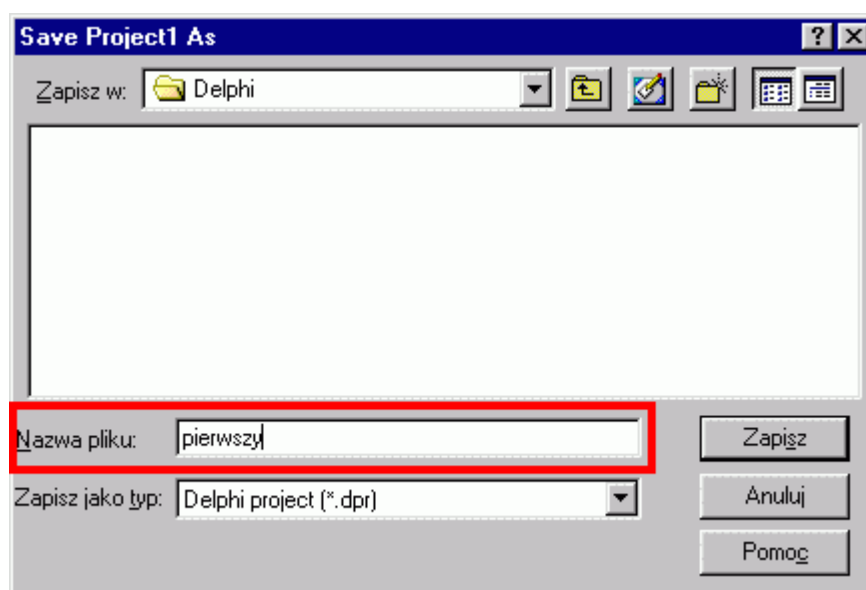 Save Project1 As
Zapisz w: Delphi
Nazwa pliku: pierwszy
Zapisz
Zapisz jako typ: Delphi project (*.dpr)
Anuluj
Pomoc